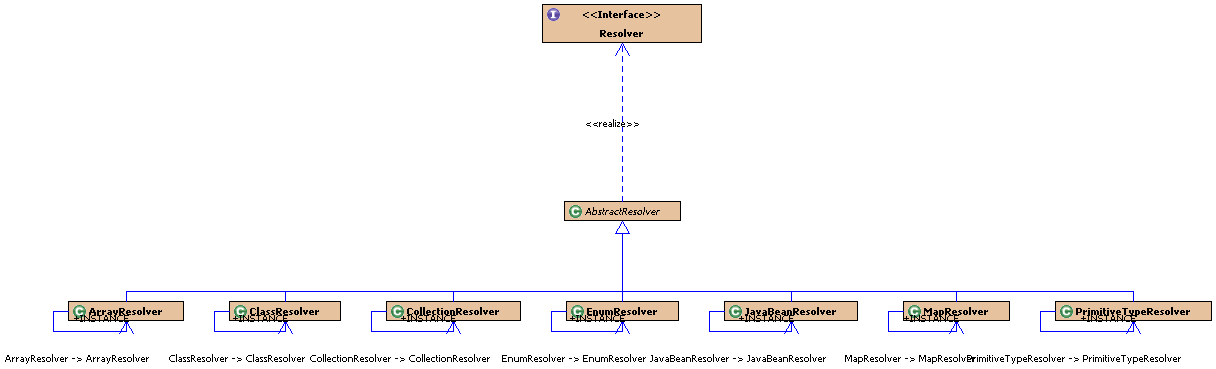 <<Interface>>
Resolver
<<realize>>
AbstractResolver
ArrayResolver
ClassResolver
CollectionResolver
EnumResolver
JavaBeanResolver
MapResolver
PrimitiveTypeResolver
+INSTANCE
+INSTANCE
+INSTANCE
+INSTANCE
+INSTANCE
+INSTANCE
+INSTANCE
ArrayResolver -> ArrayResolver
ClassResolver -> ClassResolver
CollectionResolver -> CollectionResolver
EnumResolver -> EnumResolver
JavaBeanResolver -> JavaBeanResolver
MapResolver -> MapResolver
PrimitiveTypeResolver -> PrimitiveTypeResolver